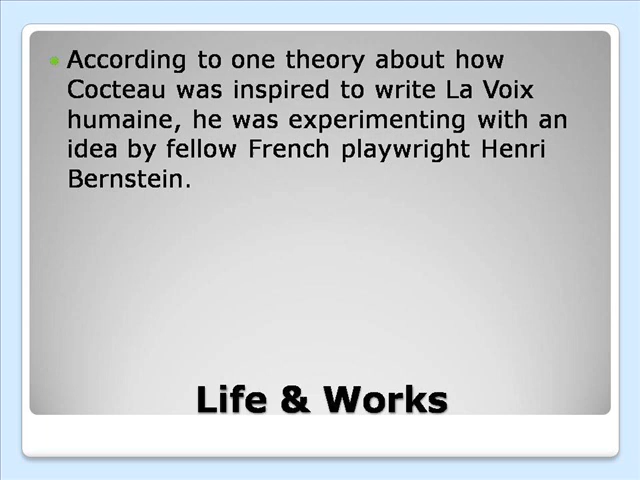 According to one theory about how
Cocteau was inspired to write La Voix
humaine, he was experimenting with an
idea by fellow French playwright Henri
Bernstein.
Life & Works